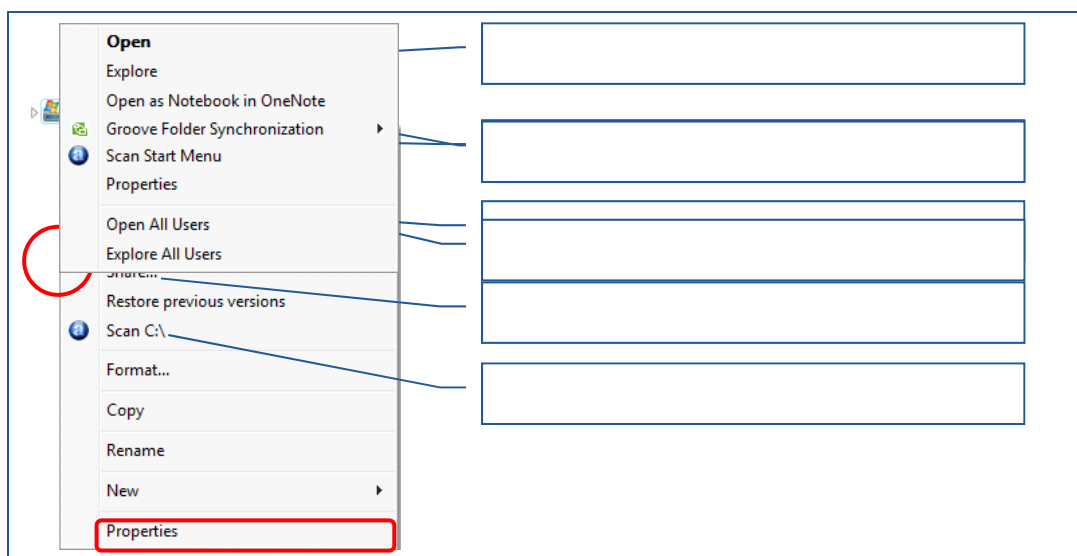 Open
Explore
Open as Notebook in OneNote
Groove Folder Synchronization
Scan Start Menu
Properties
Open All Users
Explore All Users
Share...
Restore previous versions
Scan C:\
Format...
Copy
Rename
New
Properties